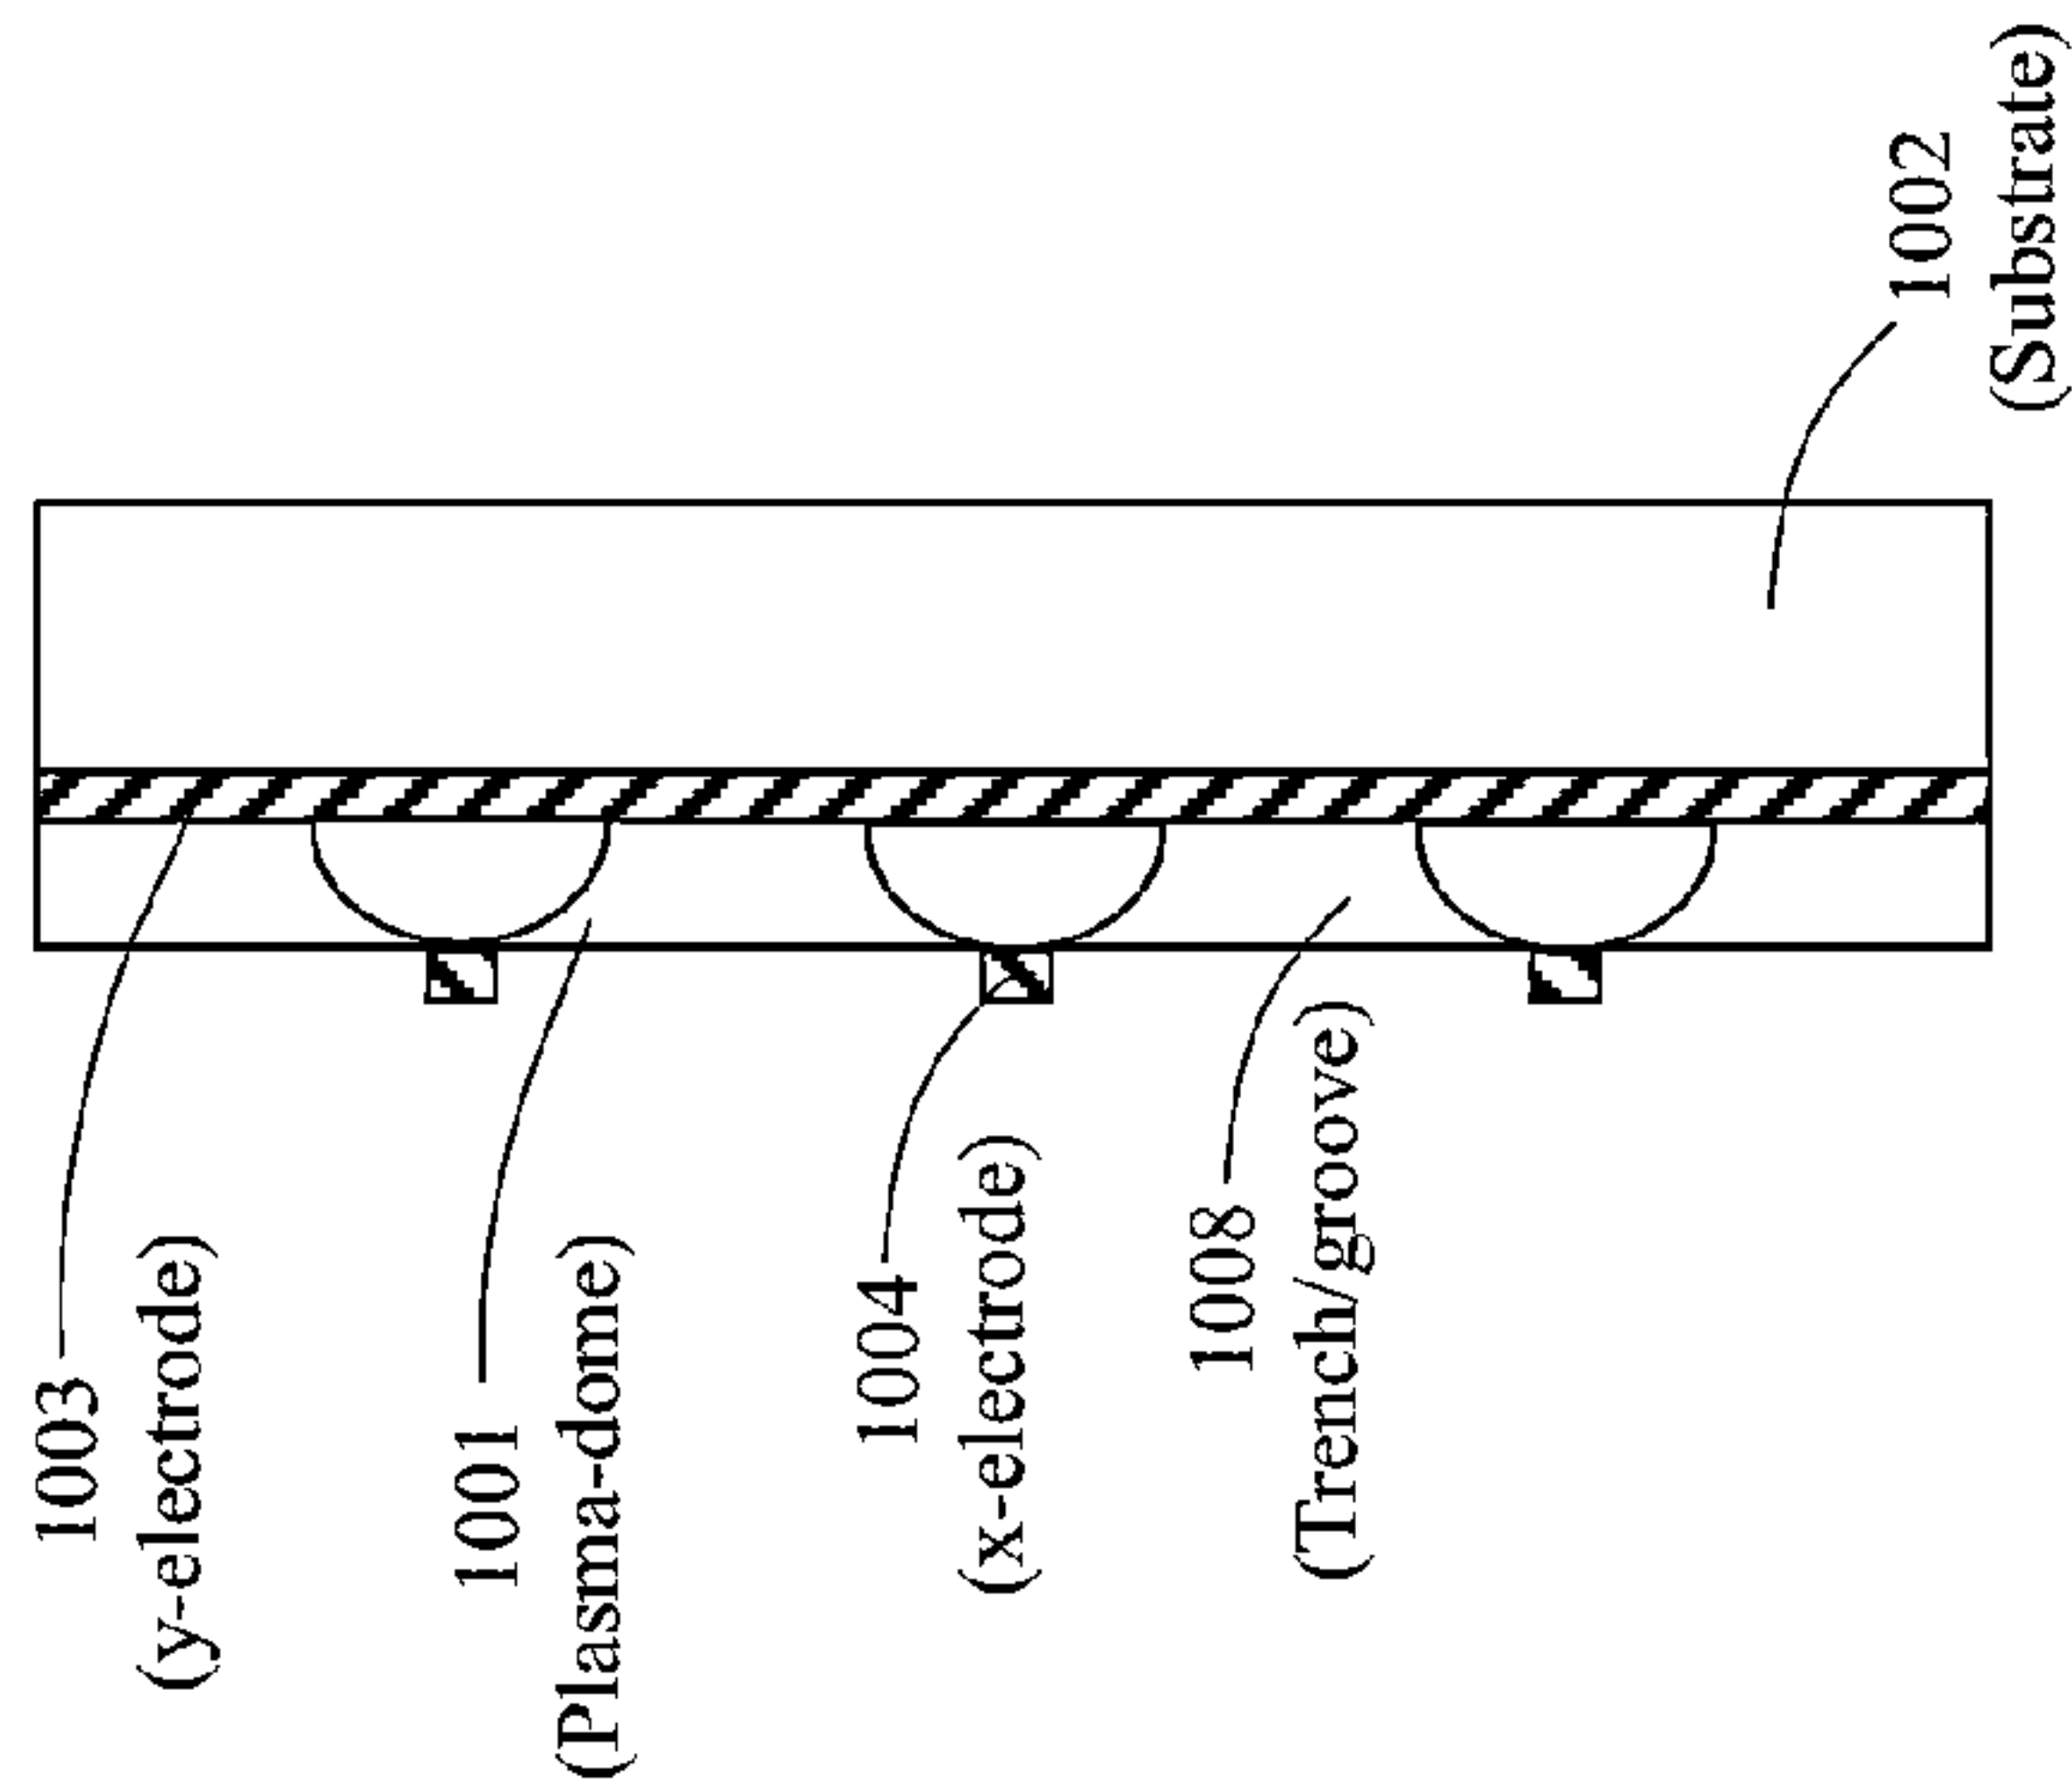 1003
(y-electrode)
1001
(Plasma-dome)
1004
(x-electrode)
1008
(Trench/groove)
1002
(Substrate)